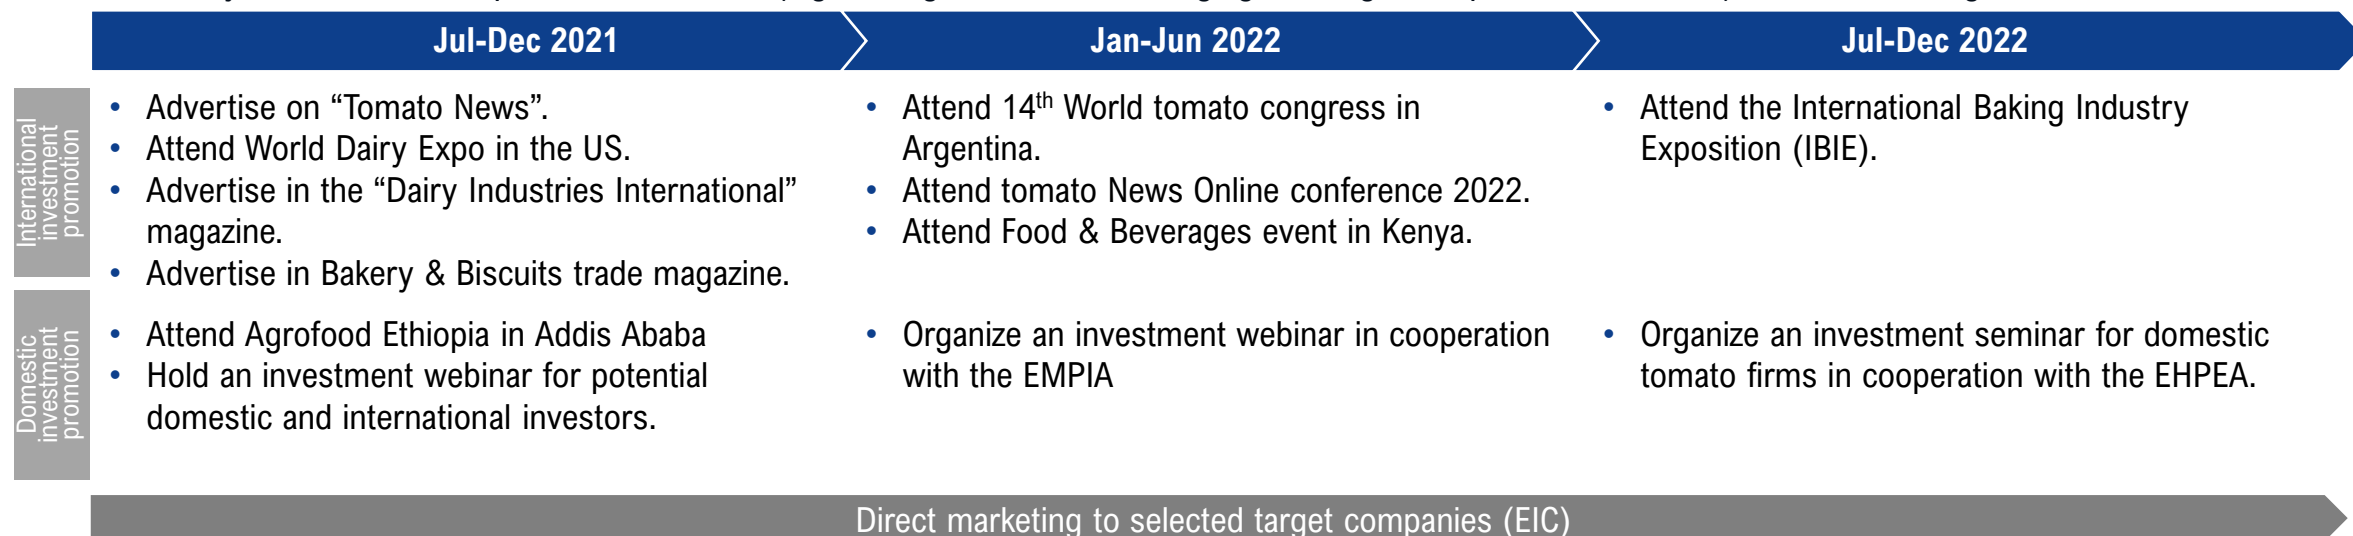 Jul-Dec 2021
Jan-Jun 2022
Jul-Dec 2022
International
investment
promotion
• Advertise on “Tomato News”.
• Attend World Dairy Expo in the US.
• Advertise in the “Dairy Industries International”
magazine.
• Advertise in Bakery & Biscuits trade magazine.
• Attend 14th World tomato congress in
Argentina.
• Attend tomato News Online conference 2022.
• Attend Food & Beverages event in Kenya.
• Attend the International Baking Industry
Exposition (IBIE).
Domestic
investment
promotion
• Attend Agrofood Ethiopia in Addis Ababa
• Hold an investment webinar for potential
domestic and international investors.
• Organize an investment webinar in cooperation
with the EMPIA
• Organize an investment seminar for domestic
tomato firms in cooperation with the EHPEA.
Direct marketing to selected target companies (EIC)